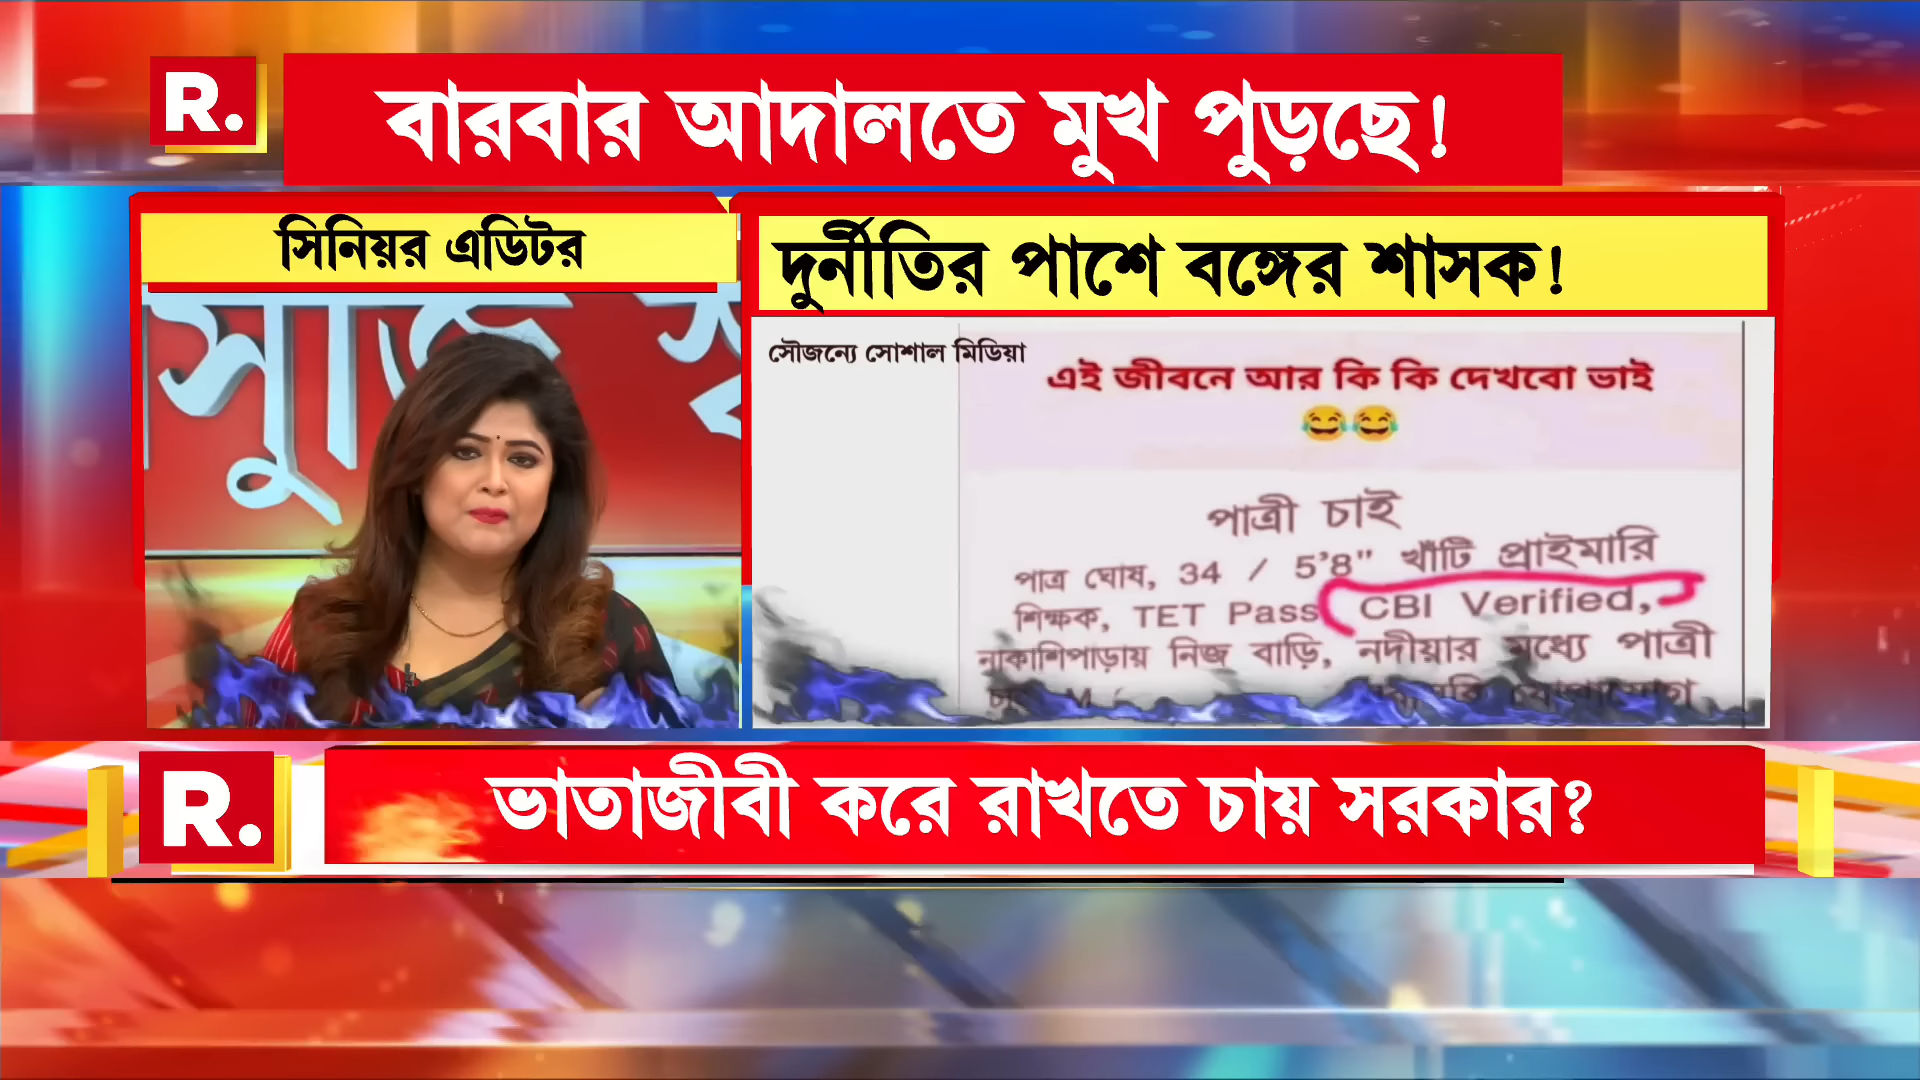 R.
বারবার আদালতে মুখ পুড়ছে!
সিনিয়র এডিটর
দুর্নীতির পাশে বঙ্গের শাসক!
সৌজন্যে সোশাল মিডিয়া
এই জীবনে আর কি কি দেখবো ভাই
😂😂
পাত্রী চাই
পাত্র ঘোষ, 34 / 5'8" খাঁটি প্রাইমারি
শিক্ষক, TET Pass CBI Verified,
নাকাশিপাড়ায় নিজ বাড়ি, নদীয়ার মধ্যে পাত্রী
R.
ভাতাজীবী করে রাখতে চায় সরকার?